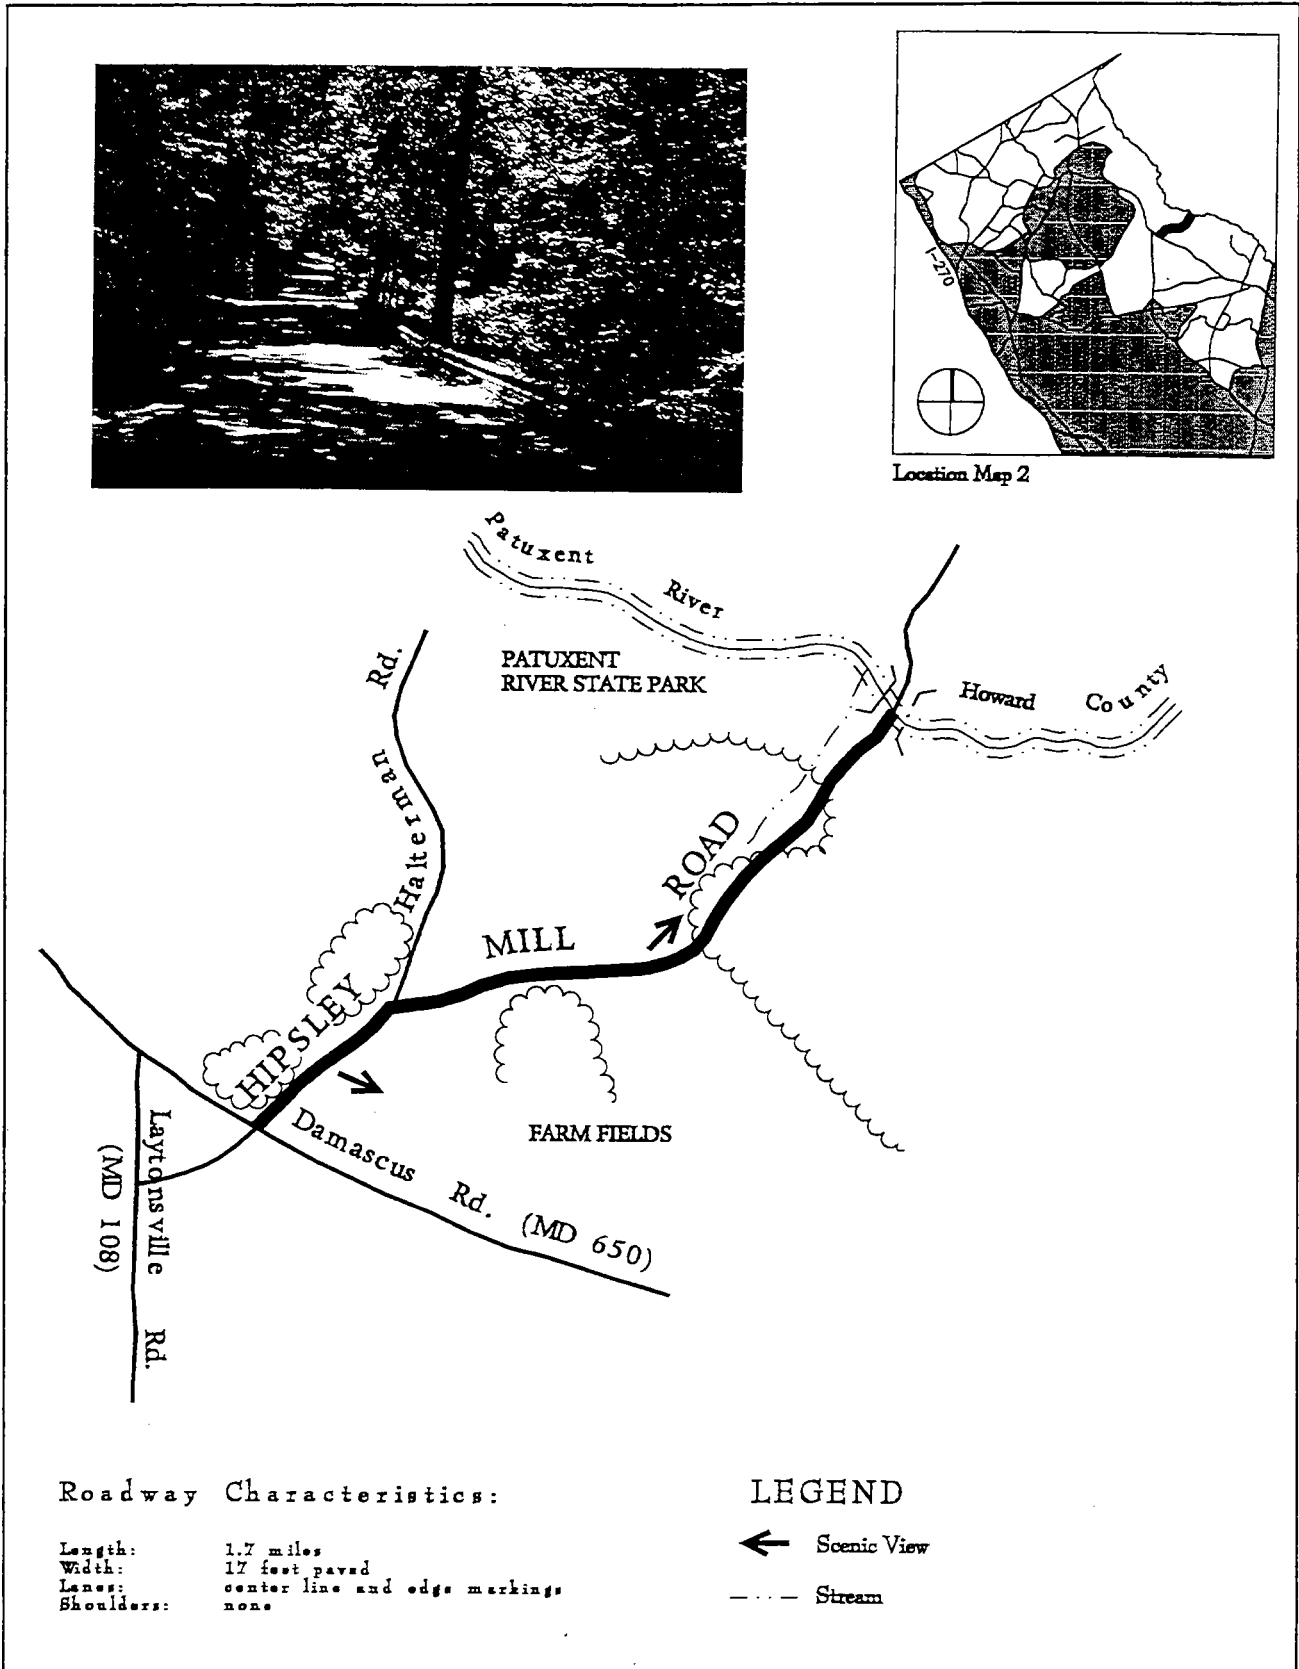 I-270
Location Map 2
Patuxent River
PATUXENT
RIVER STATE PARK
Howard County
Halterman Rd.
HIPSLEY MILL ROAD
FARM FIELDS
Damascus Rd. (MD 650)
Laytonsville Rd.
(MD 108)
Roadway Characteristics:
Length: 1.7 miles
Width: 17 feet paved
Lanes: center line and edge markings
Shoulders: none
LEGEND
Scenic View
Stream